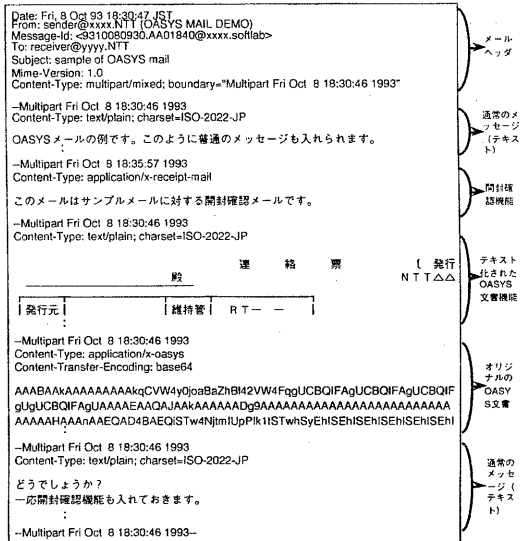 Date: Fri, 8 Oct 93 18:30:47 JST
From: sender@xxxx.NTT (OASYS MAIL DEMO)
Message-Id: <9310080930.AA01840@xxxx.softlab>
To: receiver@yyyy.NTT
Subject: sample of OASYS mail
Mime-Version: 1.0
Content-Type: multipart/mixed; boundary="Multipart Fri Oct 8 18:30:46 1993"
メール
ヘッダ
--Multipart Fri Oct 8 18:30:46 1993
Content-Type: text/plain; charset=ISO-2022-JP
OASYSメールの例です。このように普通のメッセージも入れられます。
:
通常のメ
ッセージ
(テキス
ト)
--Multipart Fri Oct 8 18:35:57 1993
Content-Type: application/x-receipt-mail
このメールはサンプルメールに対する開封確認メールです。
開封確
認機能
--Multipart Fri Oct 8 18:30:46 1993
Content-Type: text/plain; charset=ISO-2022-JP
連 絡 票 〔 発行
殿 NTT△△
発行元 維持管 RT- -
:
テキスト
化された
OASYS
文書機能
--Multipart Fri Oct 8 18:30:46 1993
Content-Type: application/x-oasys
Content-Transfer-Encoding: base64
AAABAAkAAAAAAAAAkqCVW4y0joaBaZhBl42VW4FqgUCBQIFAgUCBQIFAgUCBQIF
gUgUCBQIFAgUAAAAEAAQAJAAkAAAAAADg9AAAAAAAAAAAAAAAAAAAAAAAAA
AAAAAHAAAnAAEQAD4BAEQiSTw4NjtmIUpPIk1ISTwhSyEhISEhISEhISEhISEhI
:
オリジ
ナルの
OASY
S文書
--Multipart Fri Oct 8 18:30:46 1993
Content-Type: text/plain; charset=ISO-2022-JP
どうでしょうか?
一応開封確認機能も入れておきます。
:
--Multipart Fri Oct 8 18:30:46 1993--
通常の
メッセ
ージ(
テキス
ト)